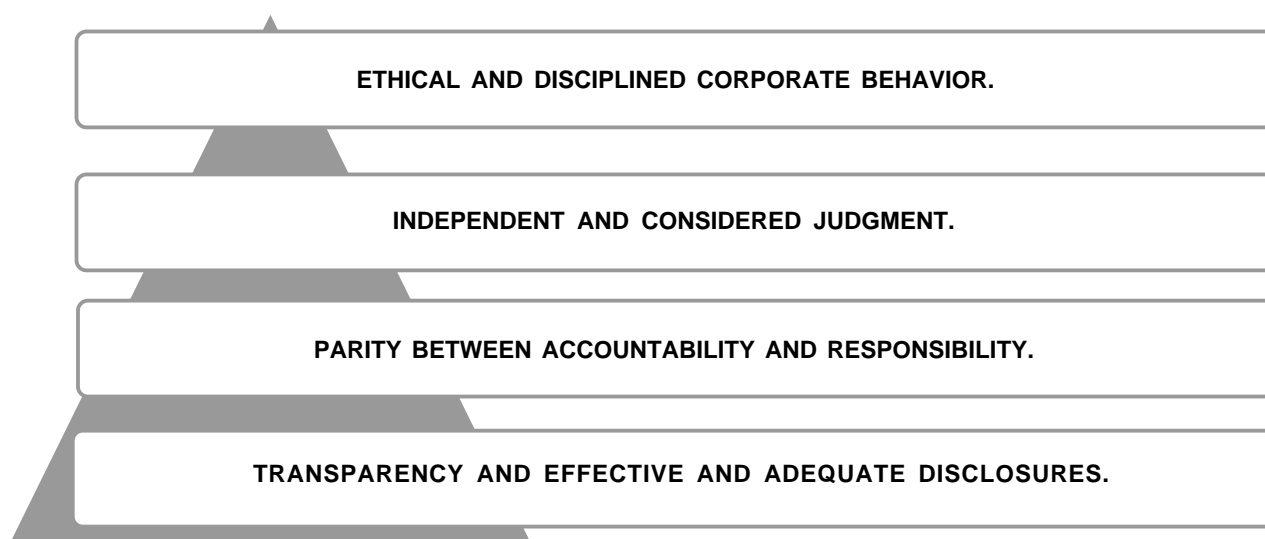 ETHICAL AND DISCIPLINED CORPORATE BEHAVIOR.
INDEPENDENT AND CONSIDERED JUDGMENT.
PARITY BETWEEN ACCOUNTABILITY AND RESPONSIBILITY.
TRANSPARENCY AND EFFECTIVE AND ADEQUATE DISCLOSURES.